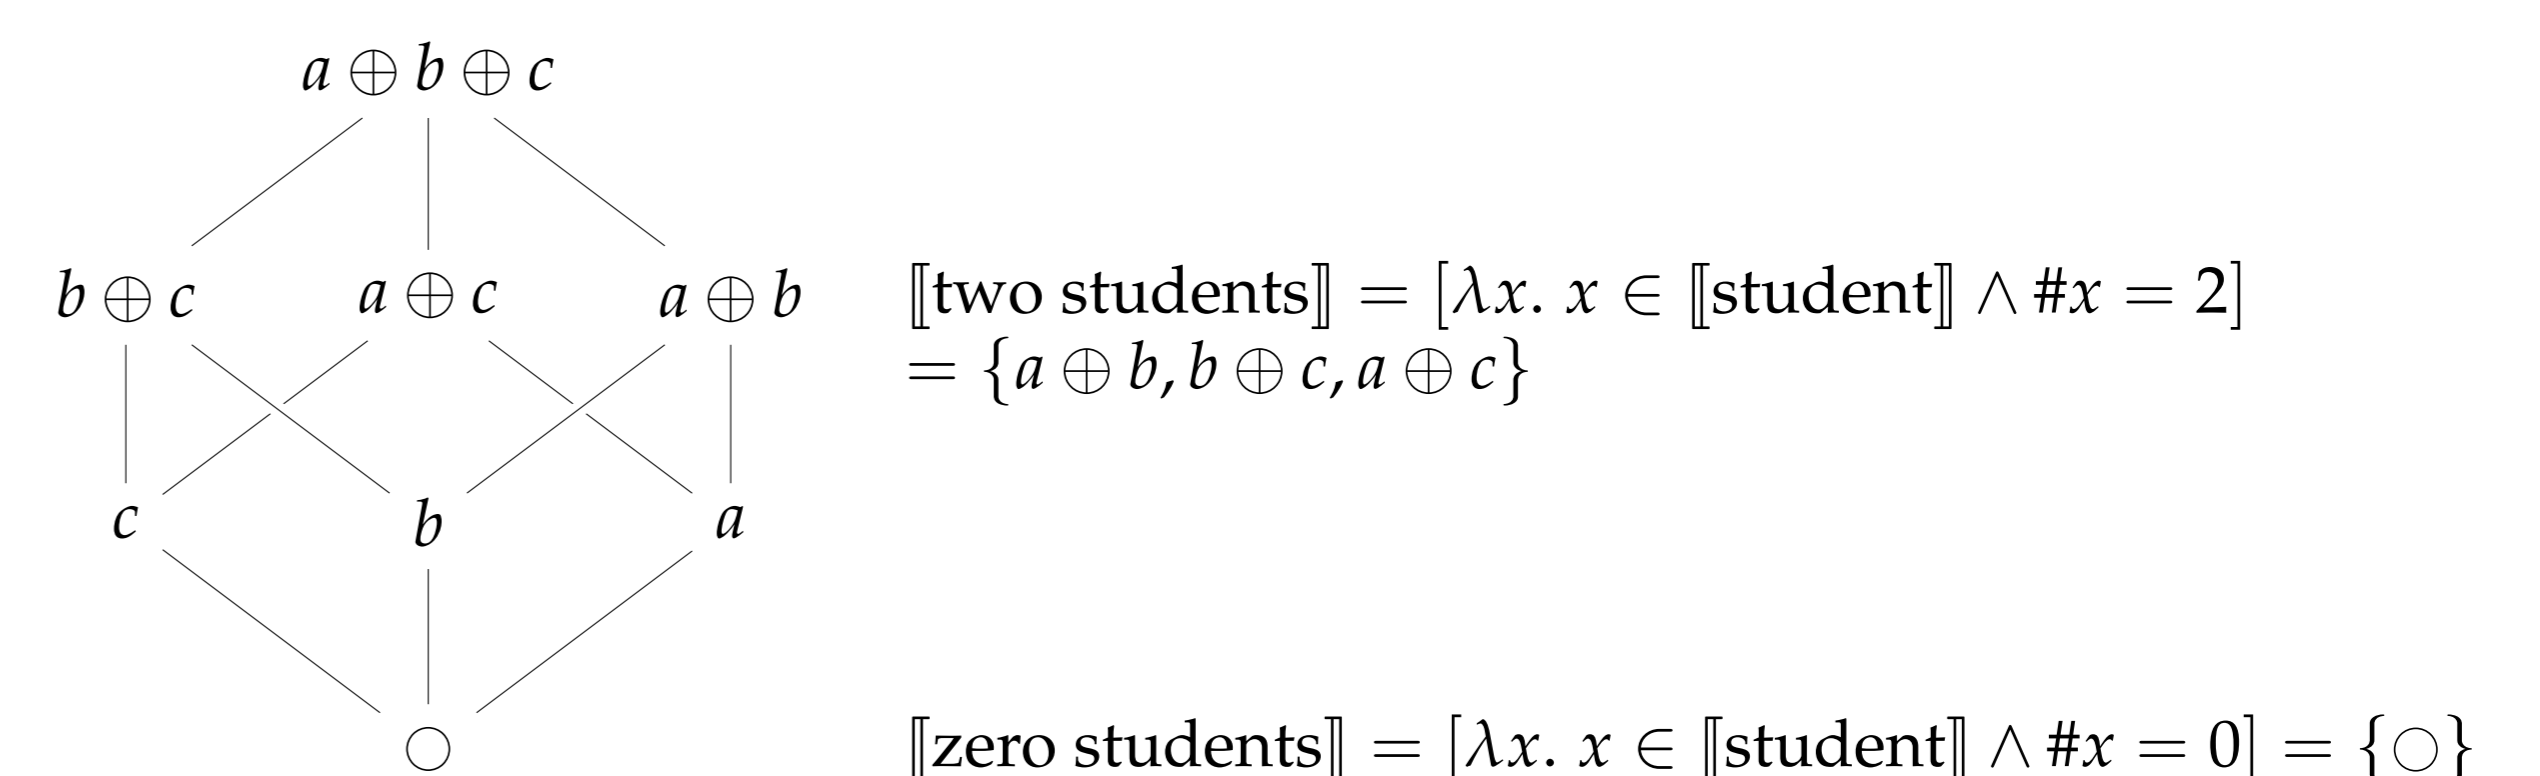 a ⊕ b ⊕ c
b ⊕ c a ⊕ c a ⊕ b
⟦two students⟧ = [λx. x ∈ ⟦student⟧ ∧ #x = 2]
= {a ⊕ b, b ⊕ c, a ⊕ c}
c b a
○
⟦zero students⟧ = [λx. x ∈ ⟦student⟧ ∧ #x = 0] = {○}